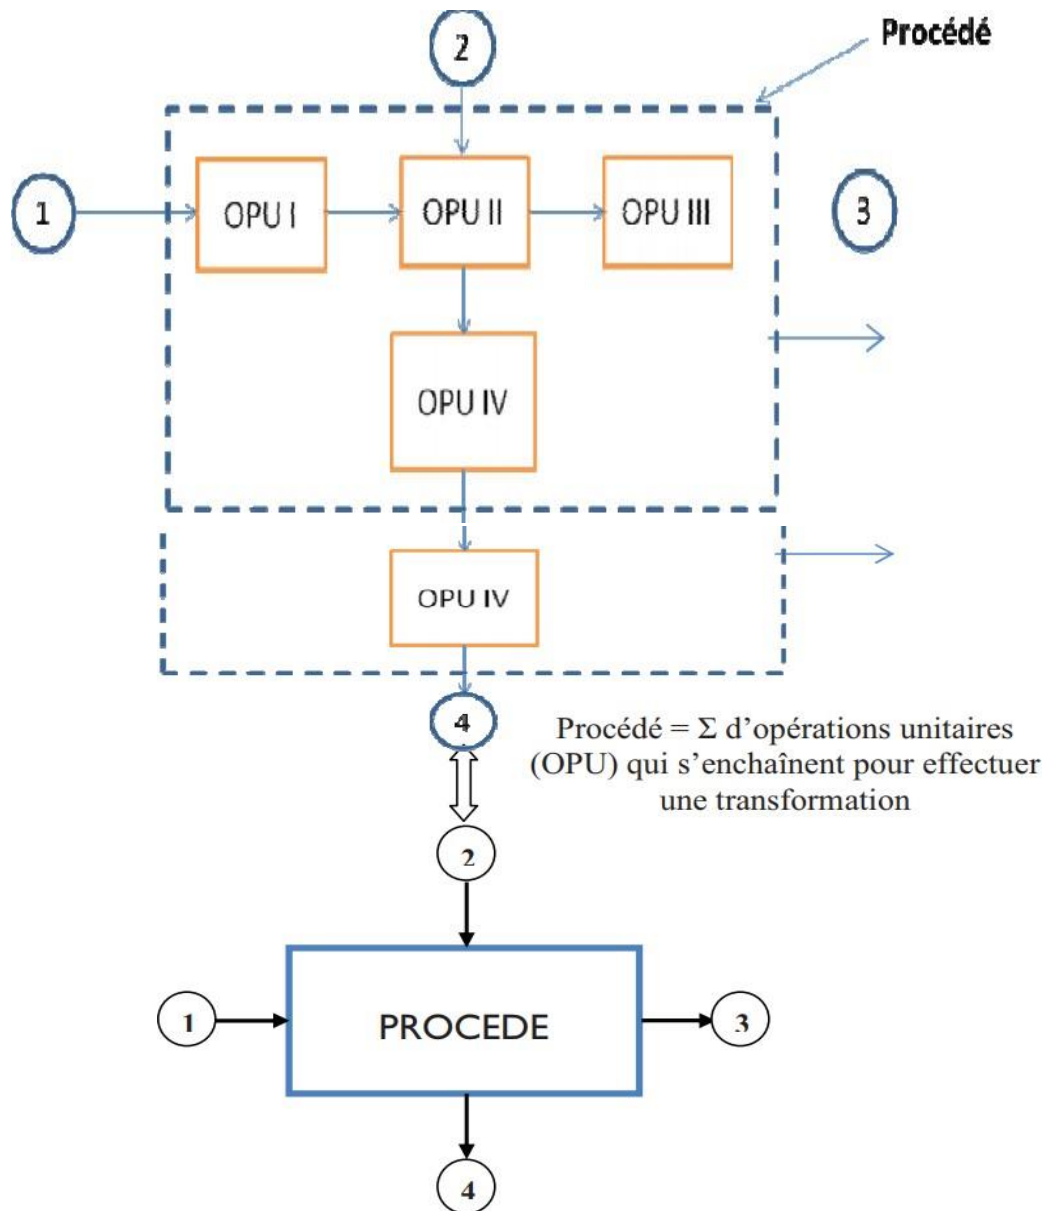 2
Procédé
1
OPU I
OPU II
OPU III
3
OPU IV
OPU IV
4
Procédé = Σ d’opérations unitaires
(OPU) qui s’enchaînent pour effectuer
une transformation
2
1
PROCEDE
3
4